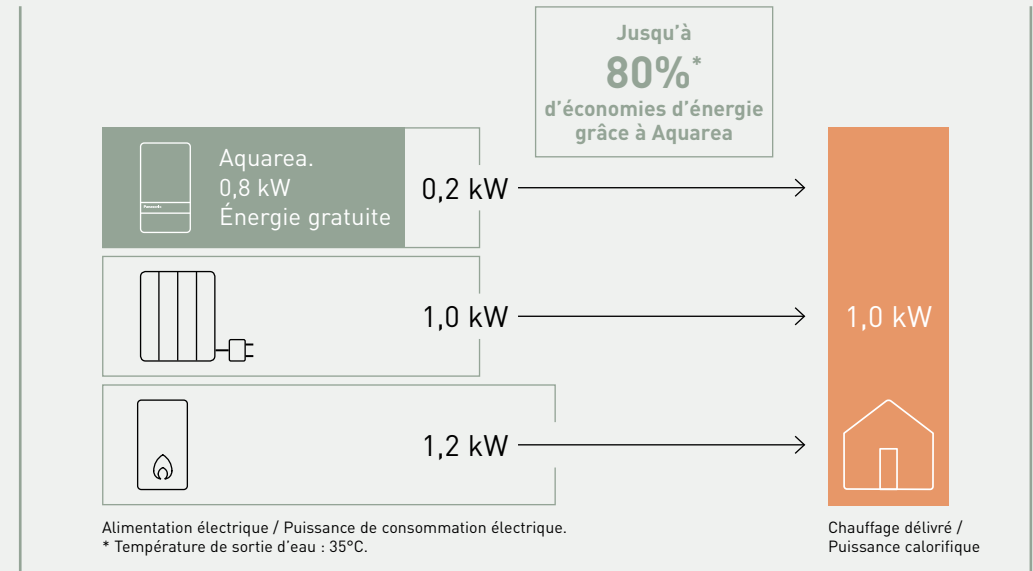 Jusqu'à
80%*
d'économies d'énergie
grâce à Aquarea
Aquarea.
0,8 kW
Énergie gratuite
0,2 kW
1,0 kW
1,0 kW
1,2 kW
Alimentation électrique / Puissance de consommation électrique.
* Température de sortie d'eau : 35°C.
Chauffage délivré /
Puissance calorifique